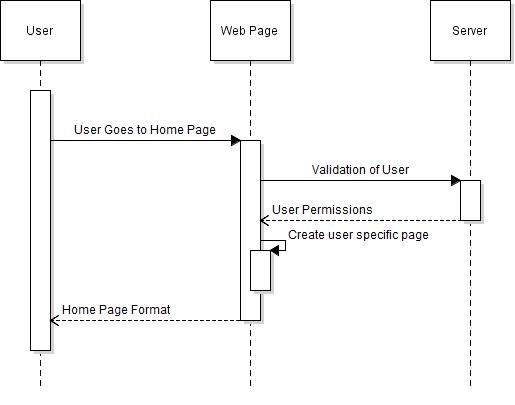 User
Web Page
Server
User Goes to Home Page
Validation of User
User Permissions
Create user specific page
Home Page Format